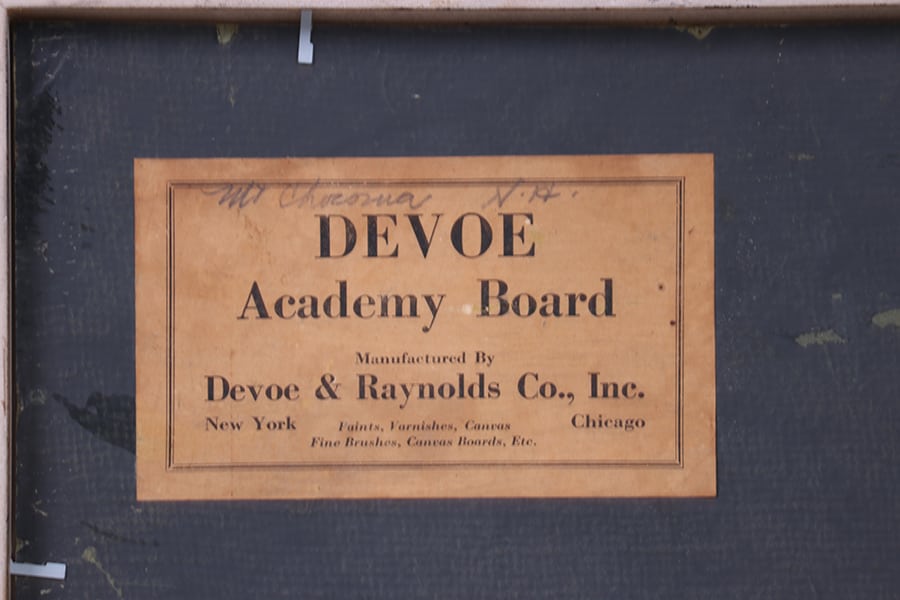 Mt Chocorua N.H.
DEVOE
Academy Board
Manufactured By
Devoe & Raynolds Co., Inc.
New York Paints, Varnishes, Canvas Chicago
Fine Brushes, Canvas Boards, Etc.